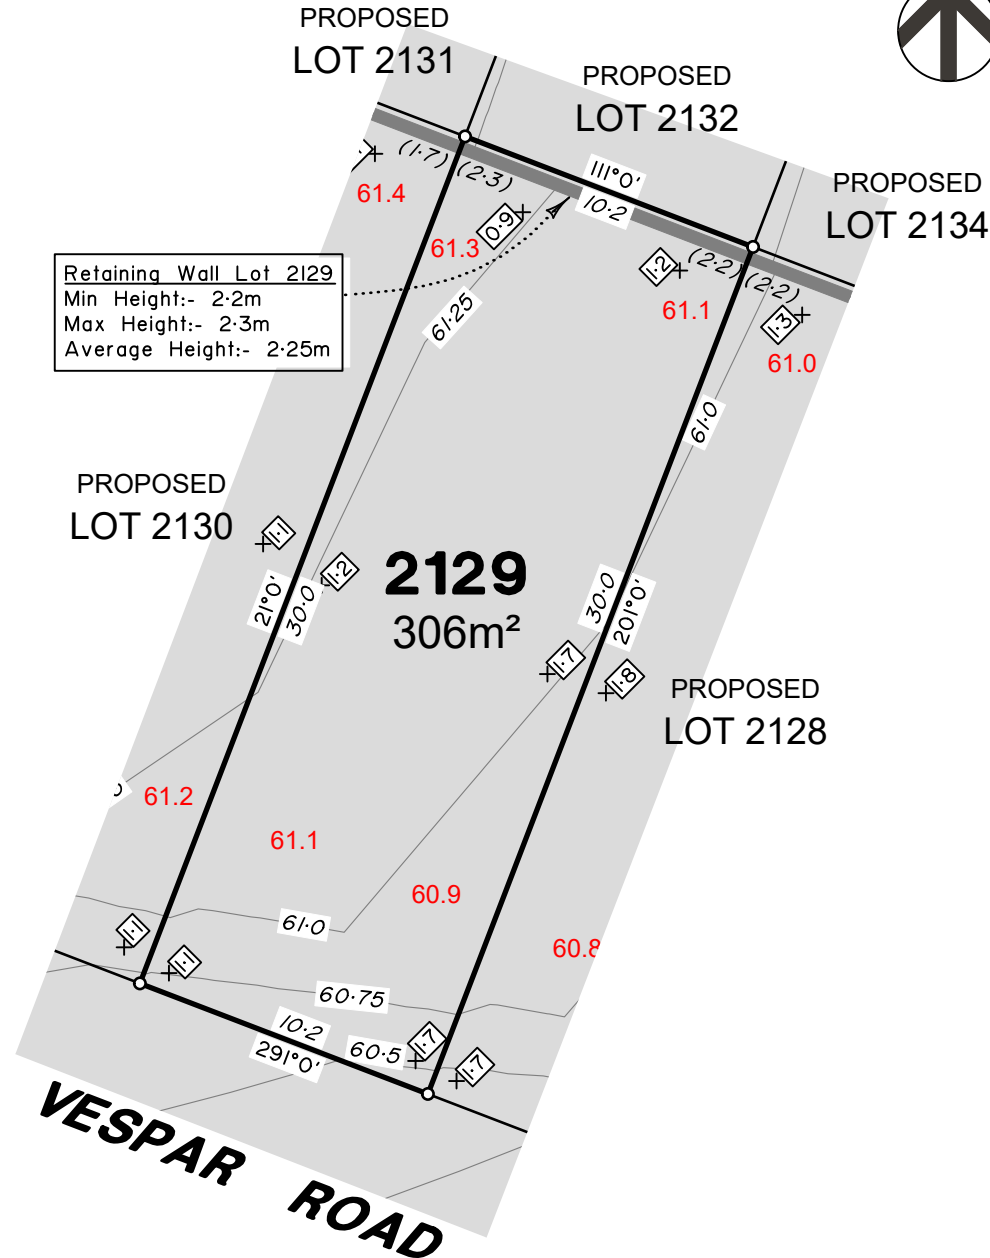 PROPOSED
LOT 2131
PROPOSED
LOT 2132
PROPOSED
LOT 2134
(1·7)
(2·3)
111°0'
10·2
(2·2)
(2·2)
61.4
61.3
0·9
1·2
61.1
1·3
61.0
Retaining Wall Lot 2129
Min Height:- 2·2m
Max Height:- 2·3m
Average Height:- 2·25m
61·25
61·0
PROPOSED
LOT 2130
1·1
1·2
2129
306m²
21°0'
30·0
30·0
201°0'
1·7
1·8
PROPOSED
LOT 2128
61.2
61.1
60.9
60.8
61·0
1·1
1·1
60·75
10·2
291°0'
60·5
1·7
1·7
VESPAR ROAD